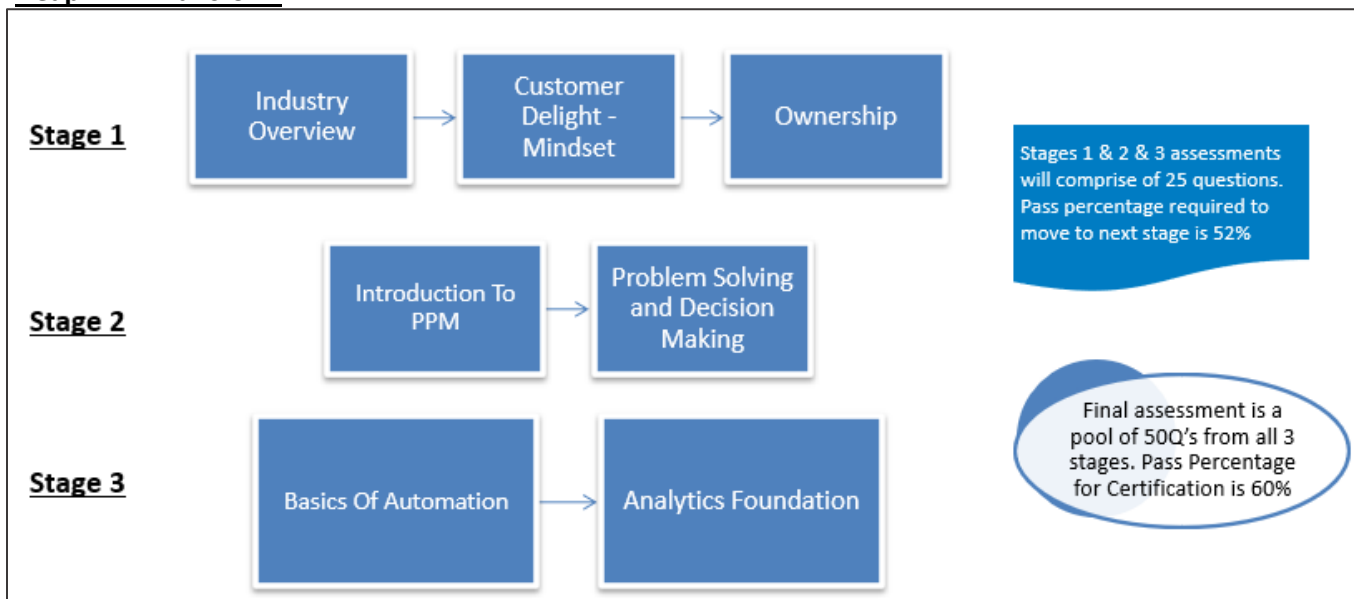 Stage 1
Industry
Overview
Customer
Delight -
Mindset
Ownership
Stages 1 & 2 & 3 assessments
will comprise of 25 questions.
Pass percentage required to
move to next stage is 52%
Stage 2
Introduction To
PPM
Problem Solving
and Decision
Making
Final assessment is a
pool of 50Q's from all 3
stages. Pass Percentage
for Certification is 60%
Stage 3
Basics Of Automation
Analytics Foundation